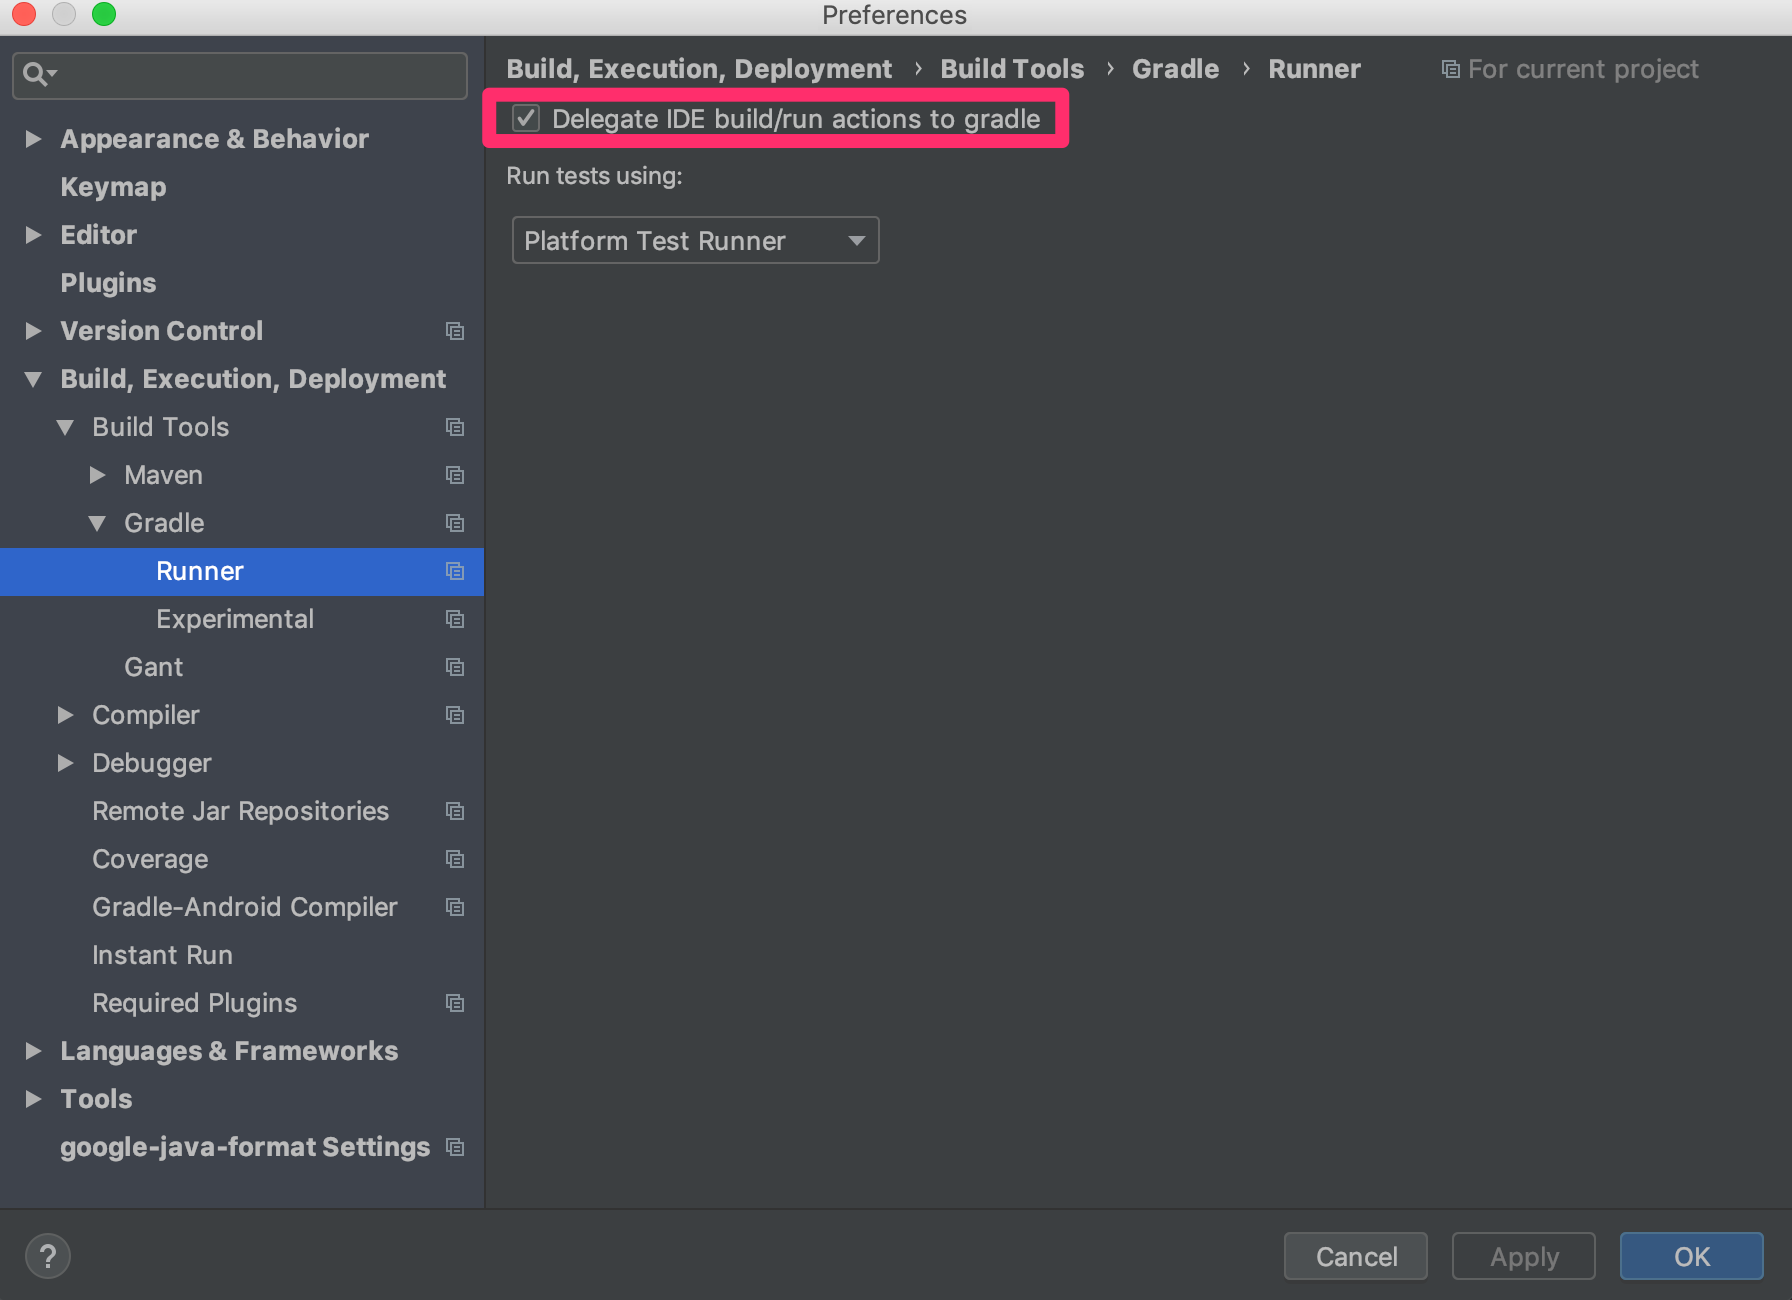 Preferences
Appearance & Behavior
Keymap
Editor
Plugins
Version Control
Build, Execution, Deployment
Build Tools
Maven
Gradle
Runner
Experimental
Gant
Compiler
Debugger
Remote Jar Repositories
Coverage
Gradle-Android Compiler
Instant Run
Required Plugins
Languages & Frameworks
Tools
google-java-format Settings
Build, Execution, Deployment › Build Tools › Gradle › Runner For current project
Delegate IDE build/run actions to gradle
Run tests using:
Platform Test Runner
? Cancel Apply OK